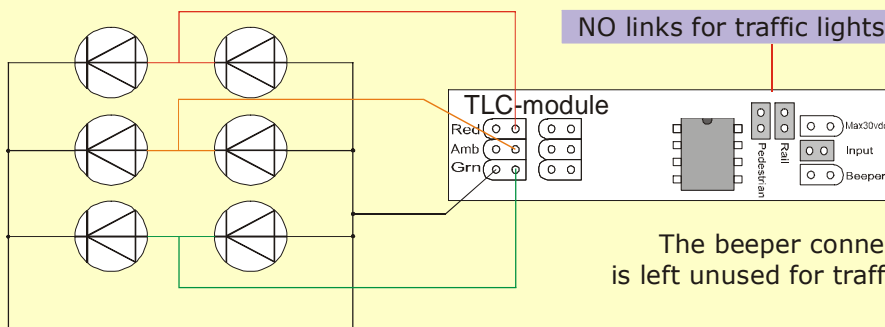 NO links for traffic lights
TLC-module
Red
Amb
Grn
Pedestrian
Rail
Max30vdc
Input
Beeper
The beeper conne
is left unused for traff